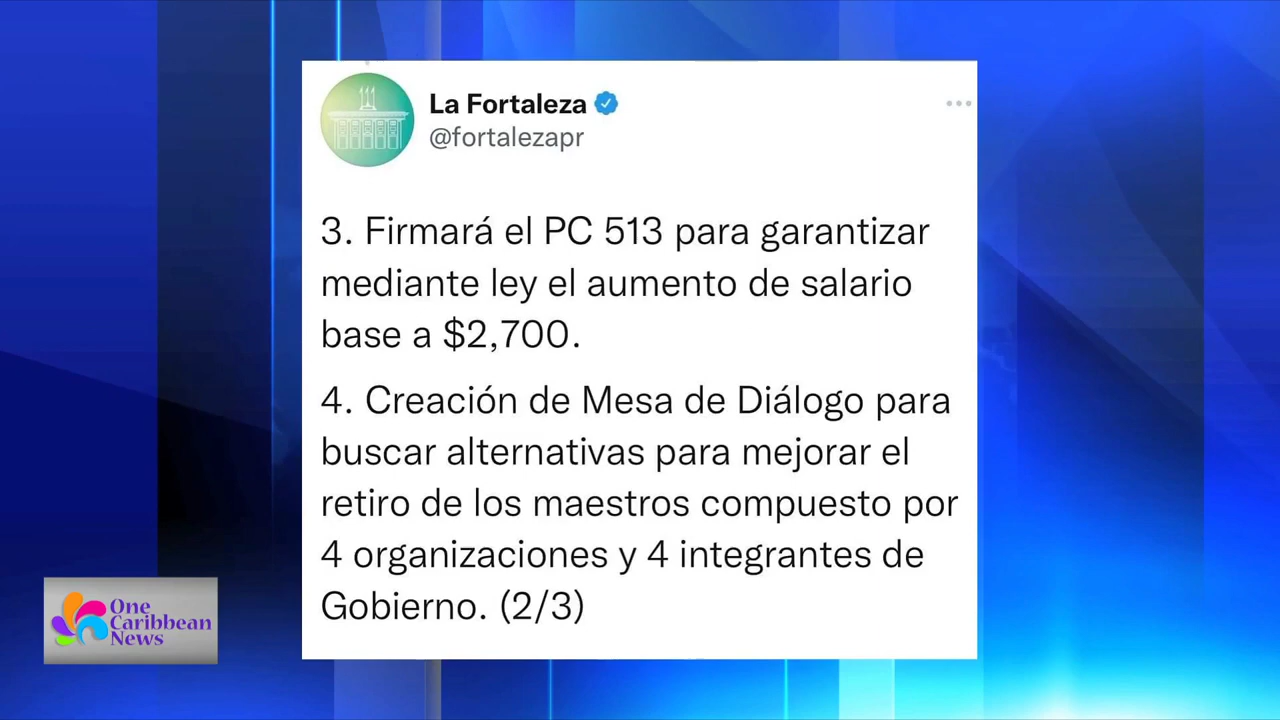 La Fortaleza
@fortalezapr
3. Firmará el PC 513 para garantizar
mediante ley el aumento de salario
base a $2,700.
4. Creación de Mesa de Diálogo para
buscar alternativas para mejorar el
retiro de los maestros compuesto por
4 organizaciones y 4 integrantes de
Gobierno. (2/3)
One
Caribbean
News